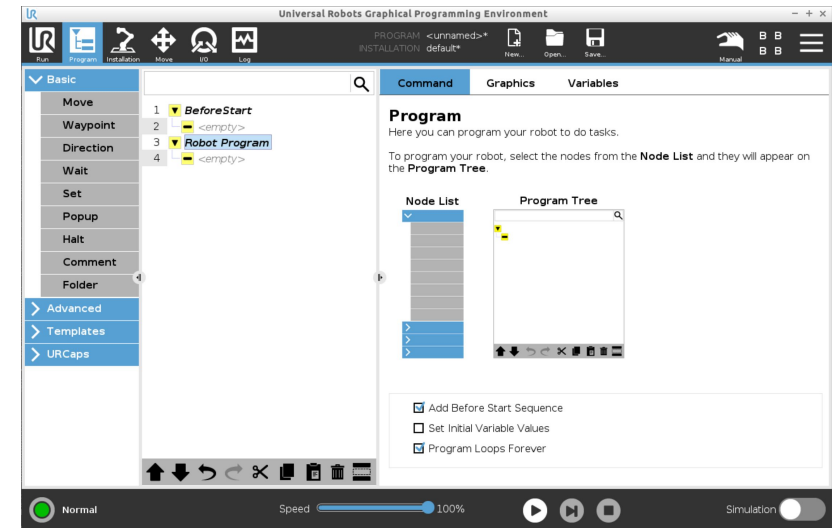 Universal Robots Graphical Programming Environment
UR
Run
Program
Installation
Move
I/O
Log
PROGRAM <unnamed>*
INSTALLATION default*
New...
Open...
Save...
Manual
B B
B B
Basic
Move
Waypoint
Direction
Wait
Set
Popup
Halt
Comment
Folder
Advanced
Templates
URCaps
1 BeforeStart
2 <empty>
3 Robot Program
4 <empty>
Command Graphics Variables
Program
Here you can program your robot to do tasks.
To program your robot, select the nodes from the Node List and they will appear on
the Program Tree.
Node List Program Tree
Add Before Start Sequence
Set Initial Variable Values
Program Loops Forever
Normal
Speed 100%
Simulation